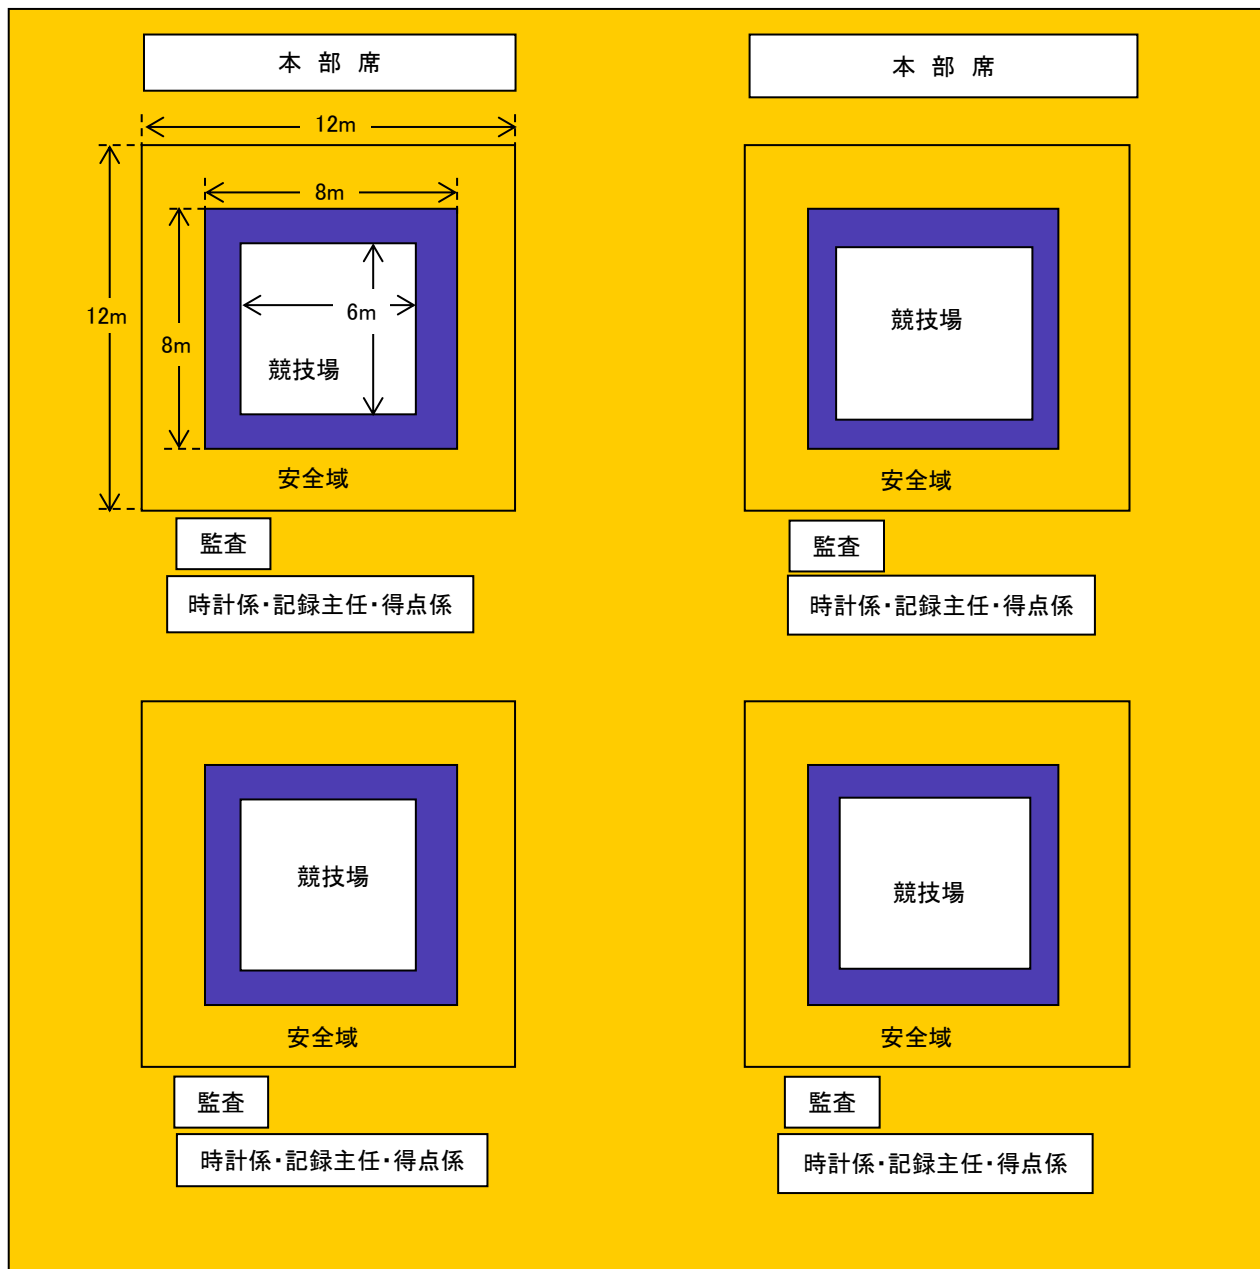 本 部 席
本 部 席
12m
8m
12m
8m
6m
競技場
安全域
競技場
安全域
監査
時計係・記録主任・得点係
監査
時計係・記録主任・得点係
競技場
安全域
競技場
安全域
監査
時計係・記録主任・得点係
監査
時計係・記録主任・得点係